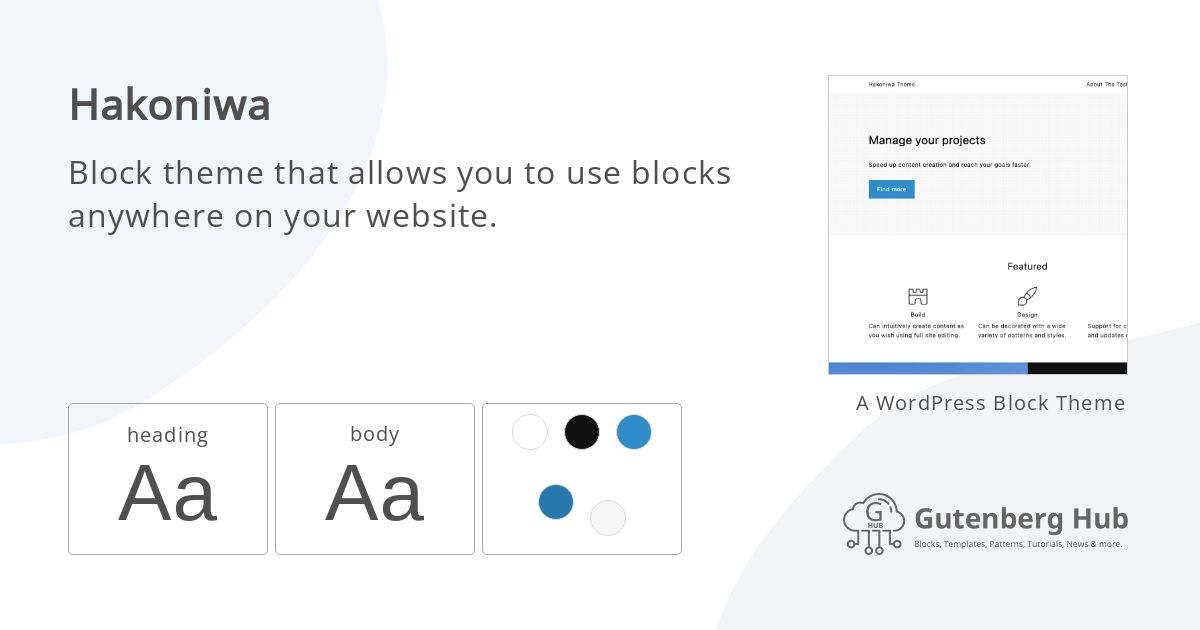 Hakoniwa
Block theme that allows you to use blocks
anywhere on your website.
Hakoniwa Theme
About The Test
Manage your projects
Speed up content creation and reach your goals faster.
Find more
Featured
Build
Can intuitively create content as
you wish using full site editing.
Design
Can be decorated with a wide
variety of patterns and styles.
Support for
and updates
A WordPress Block Theme
heading
Aa
body
Aa
G
HUB
Gutenberg Hub
Blocks, Templates, Patterns, Tutorials, News & more.